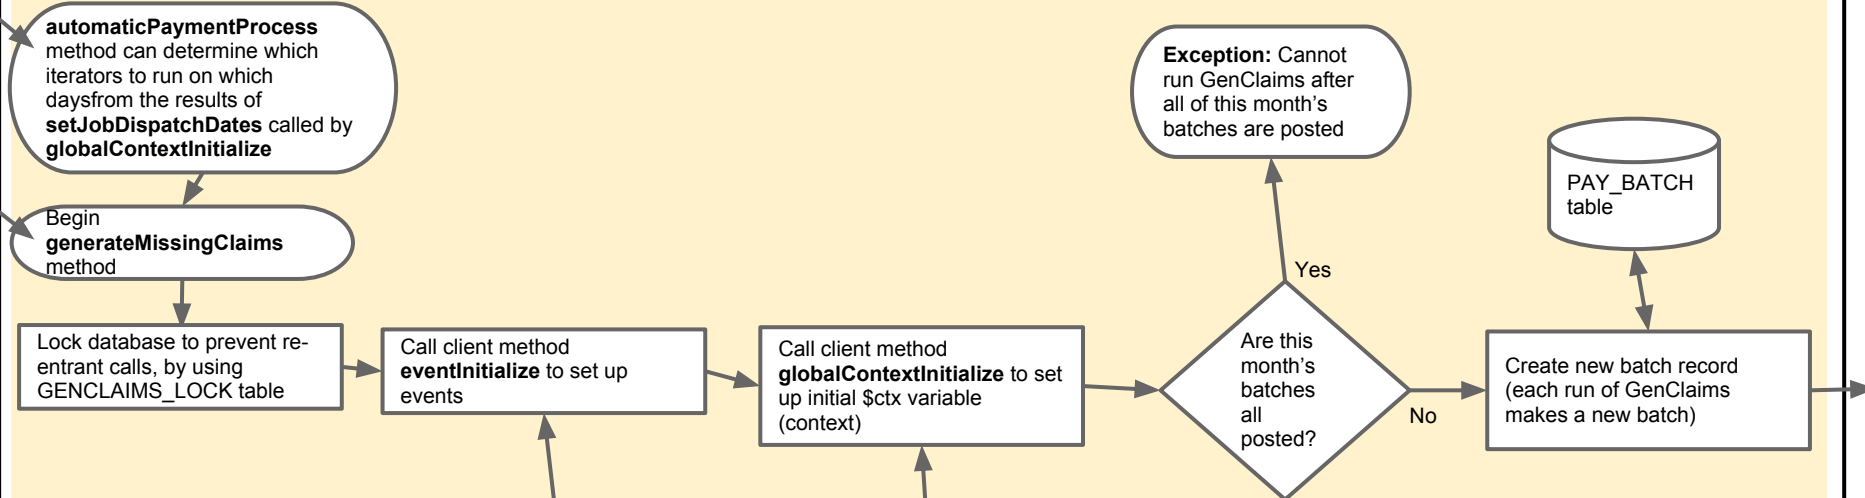 automaticPaymentProcess
method can determine which
iterators to run on which
daysfrom the results of
setJobDispatchDates called by
globalContextInitialize
Begin
generateMissingClaims
method
Lock database to prevent re-
entrant calls, by using
GENCLAIMS_LOCK table
Call client method
eventInitialize to set up
events
Call client method
globalContextInitialize to set
up initial $ctx variable
(context)
Exception: Cannot
run GenClaims after
all of this month's
batches are posted
Yes
Are this
month's
batches
all
posted?
No
PAY_BATCH
table
Create new batch record
(each run of GenClaims
makes a new batch)